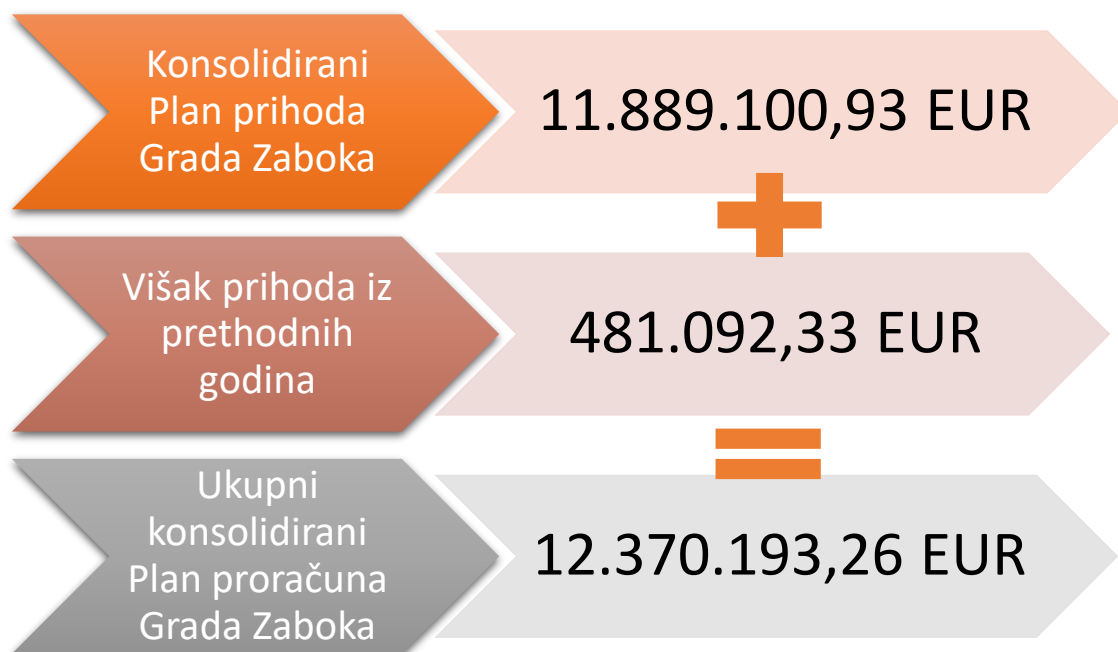 Konsolidirani
Plan prihoda
Grada Zaboka
11.889.100,93 EUR
Višak prihoda iz
prethodnih
godina
481.092,33 EUR
Ukupni
konsolidirani
Plan proračuna
Grada Zaboka
12.370.193,26 EUR